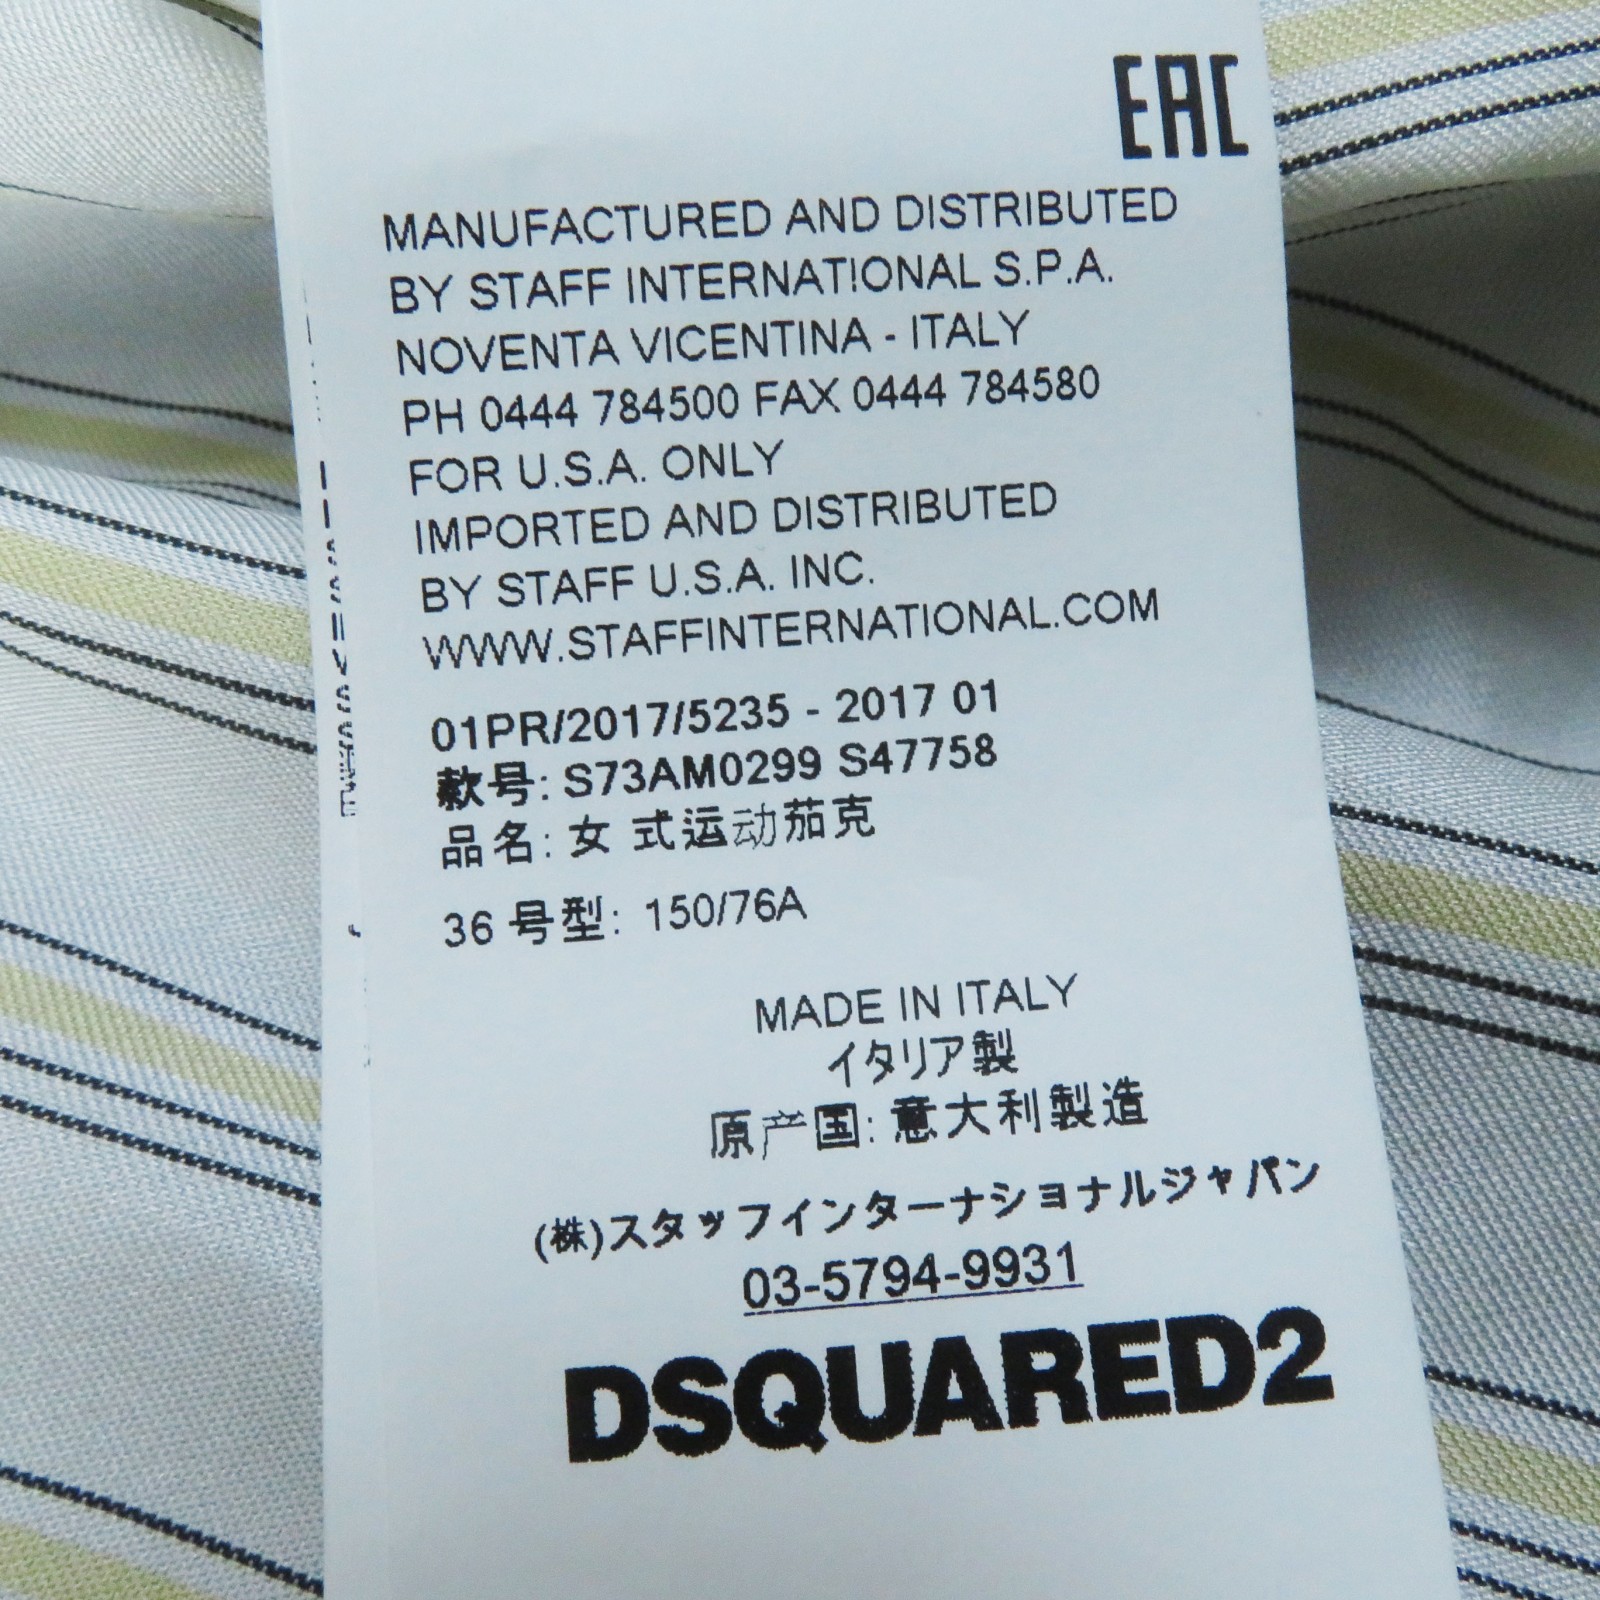 EAC
MANUFACTURED AND DISTRIBUTED
BY STAFF INTERNATIONAL S.P.A.
NOVENTA VICENTINA - ITALY
PH 0444 784500 FAX 0444 784580
FOR U.S.A. ONLY
IMPORTED AND DISTRIBUTED
BY STAFF U.S.A. INC.
WWW.STAFFINTERNATIONAL.COM
01PR/2017/5235 - 2017 01
款号: S73AM0299 S47758
品名: 女 式运动茄克
36 号型: 150/76A
MADE IN ITALY
イタリア製
原产国: 意大利製造
(株)スタッフインターナショナルジャパン
03-5794-9931
DSQUARED2